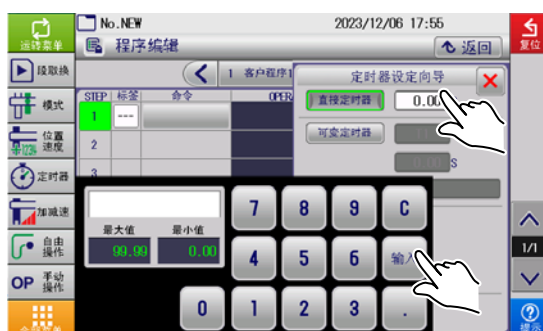 No.NEW 2023/12/06 17:55
运转菜单
程序编辑
返回
复位
段取换
1 客户程序1
定时器设定向导
STEP 标签 命令 OPER
直接定时器 0.00
模式
1 ---
可变定时器
位置
速度
2
0.00 S
定时器
3
加减速
7 8 9 C
最大值 最小值
99.99 0.00
自由
操作
4 5 6 输入
1/1
OP 手动
操作
0 1 2 3 .
提示